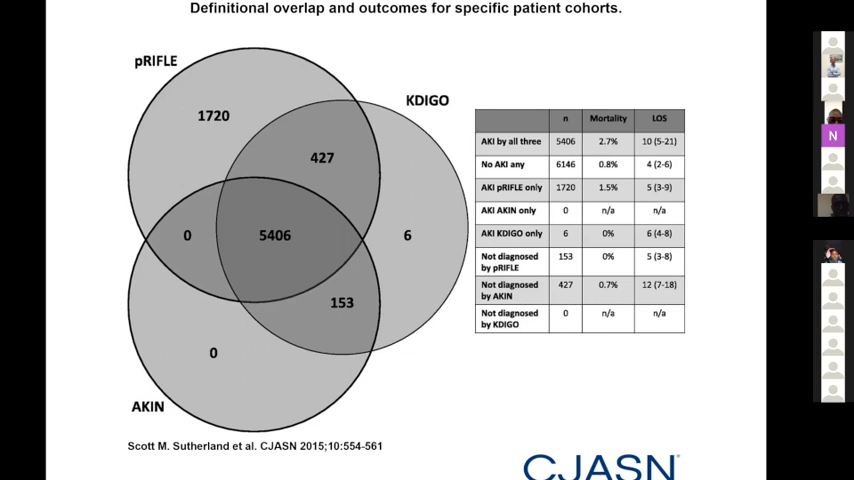 Definitional overlap and outcomes for specific patient cohorts.
pRIFLE
KDIGO
AKIN
1720
427
0
5406
6
153
0
n Mortality LOS
AKI by all three 5406 2.7% 10 (5-21)
No AKI any 6146 0.8% 4 (2-6)
AKI pRIFLE only 1720 1.5% 5 (3-9)
AKI AKIN only 0 n/a n/a
AKI KDIGO only 6 0% 6 (4-8)
Not diagnosed by pRIFLE 153 0% 5 (3-8)
Not diagnosed by AKIN 427 0.7% 12 (7-18)
Not diagnosed by KDIGO 0 n/a n/a
Scott M. Sutherland et al. CJASN 2015;10:554-561
CJASN
N